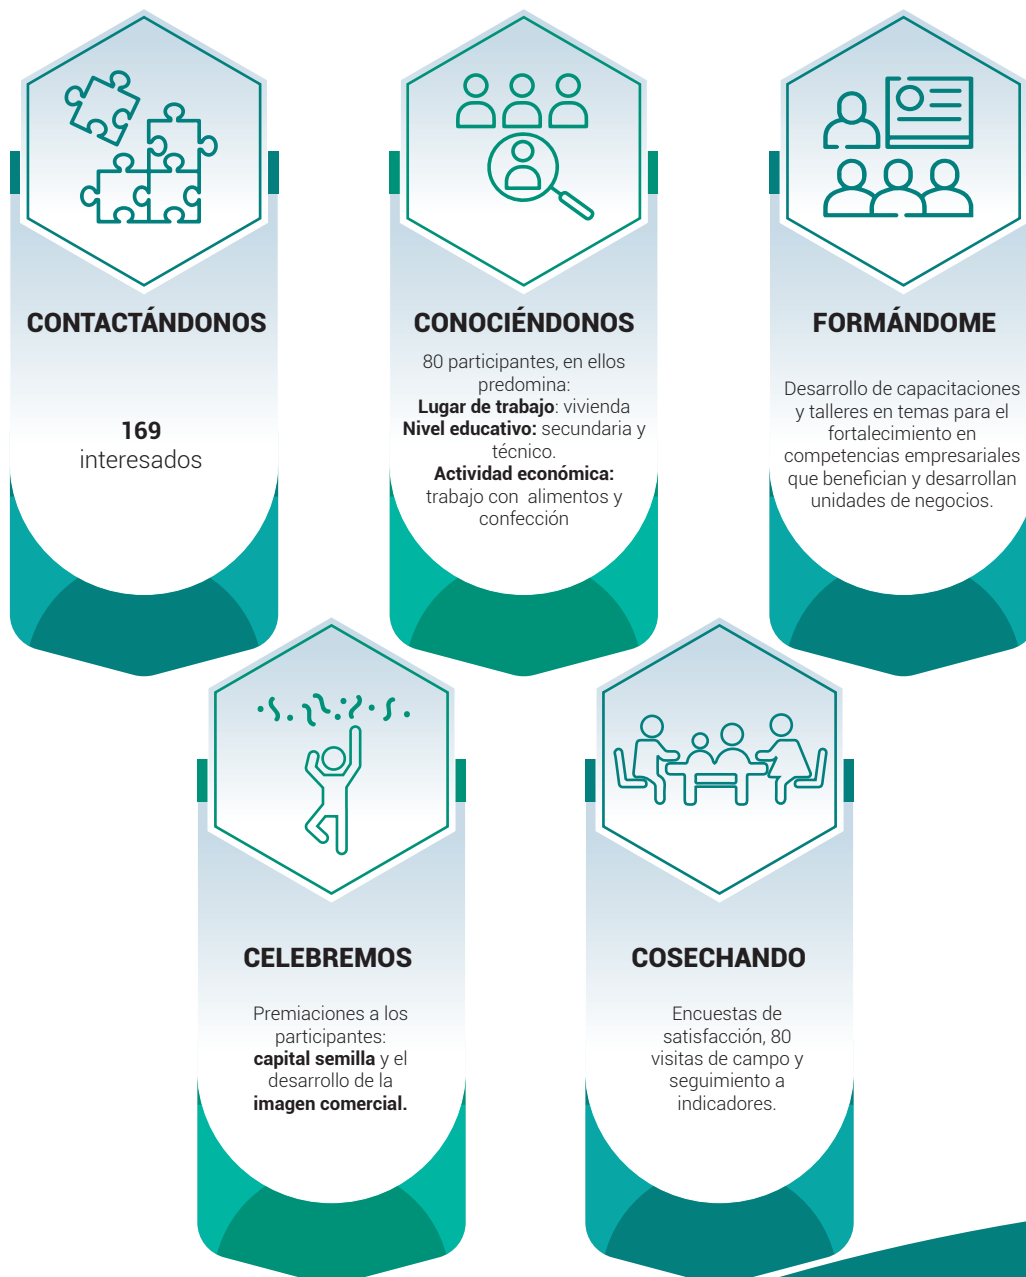 CONTACTÁNDONOS
169
interesados
CONOCIÉNDONOS
80 participantes, en ellos
predomina:
Lugar de trabajo: vivienda
Nivel educativo: secundaria y
técnico.
Actividad económica:
trabajo con alimentos y
confección
FORMÁNDOME
Desarrollo de capacitaciones
y talleres en temas para el
fortalecimiento en
competencias empresariales
que benefician y desarrollan
unidades de negocios.
CELEBREMOS
Premiaciones a los
participantes:
capital semilla y el
desarrollo de la
imagen comercial.
COSECHANDO
Encuestas de
satisfacción, 80
visitas de campo y
seguimiento a
indicadores.